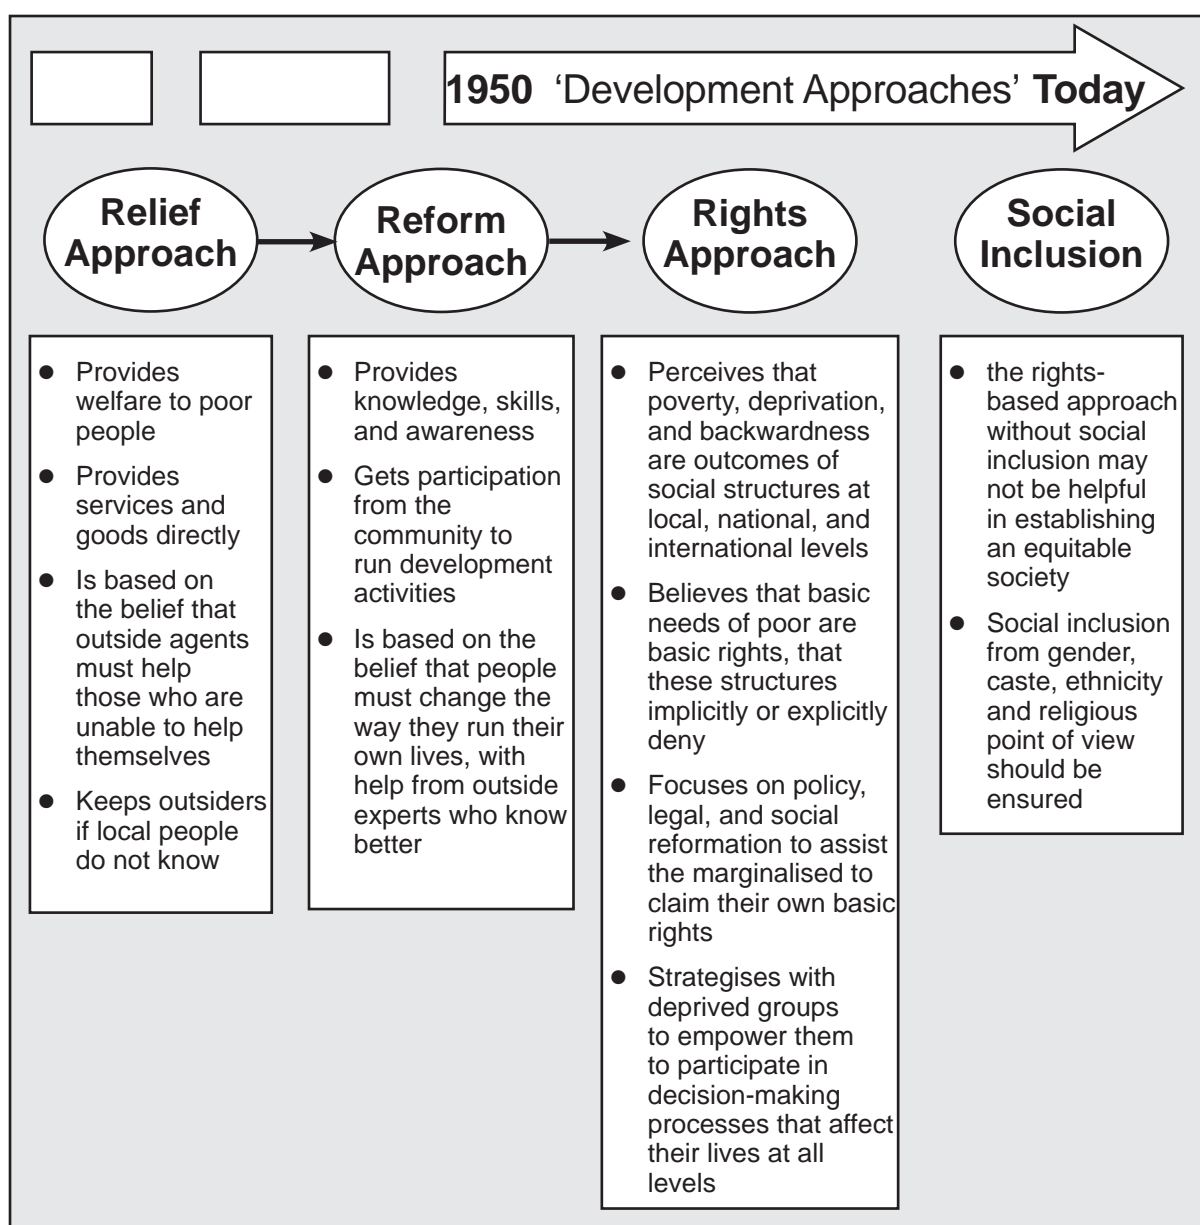 1950 ‘Development Approaches’ Today
Relief
Approach
Reform
Approach
Rights
Approach
Social
Inclusion
● Provides
welfare to poor
people
● Provides
services and
goods directly
● Is based on
the belief that
outside agents
must help
those who are
unable to help
themselves
● Keeps outsiders
if local people
do not know
● Provides
knowledge, skills,
and awareness
● Gets participation
from the
community to
run development
activities
● Is based on the
belief that people
must change the
way they run their
own lives, with
help from outside
experts who know
better
● Perceives that
poverty, deprivation,
and backwardness
are outcomes of
social structures at
local, national, and
international levels
● Believes that basic
needs of poor are
basic rights, that
these structures
implicitly or explicitly
deny
● Focuses on policy,
legal, and social
reformation to assist
the marginalised to
claim their own basic
rights
● Strategises with
deprived groups
to empower them
to participate in
decision-making
processes that affect
their lives at all
levels
● the rights-
based approach
without social
inclusion may
not be helpful
in establishing
an equitable
society
● Social inclusion
from gender,
caste, ethnicity
and religious
point of view
should be
ensured